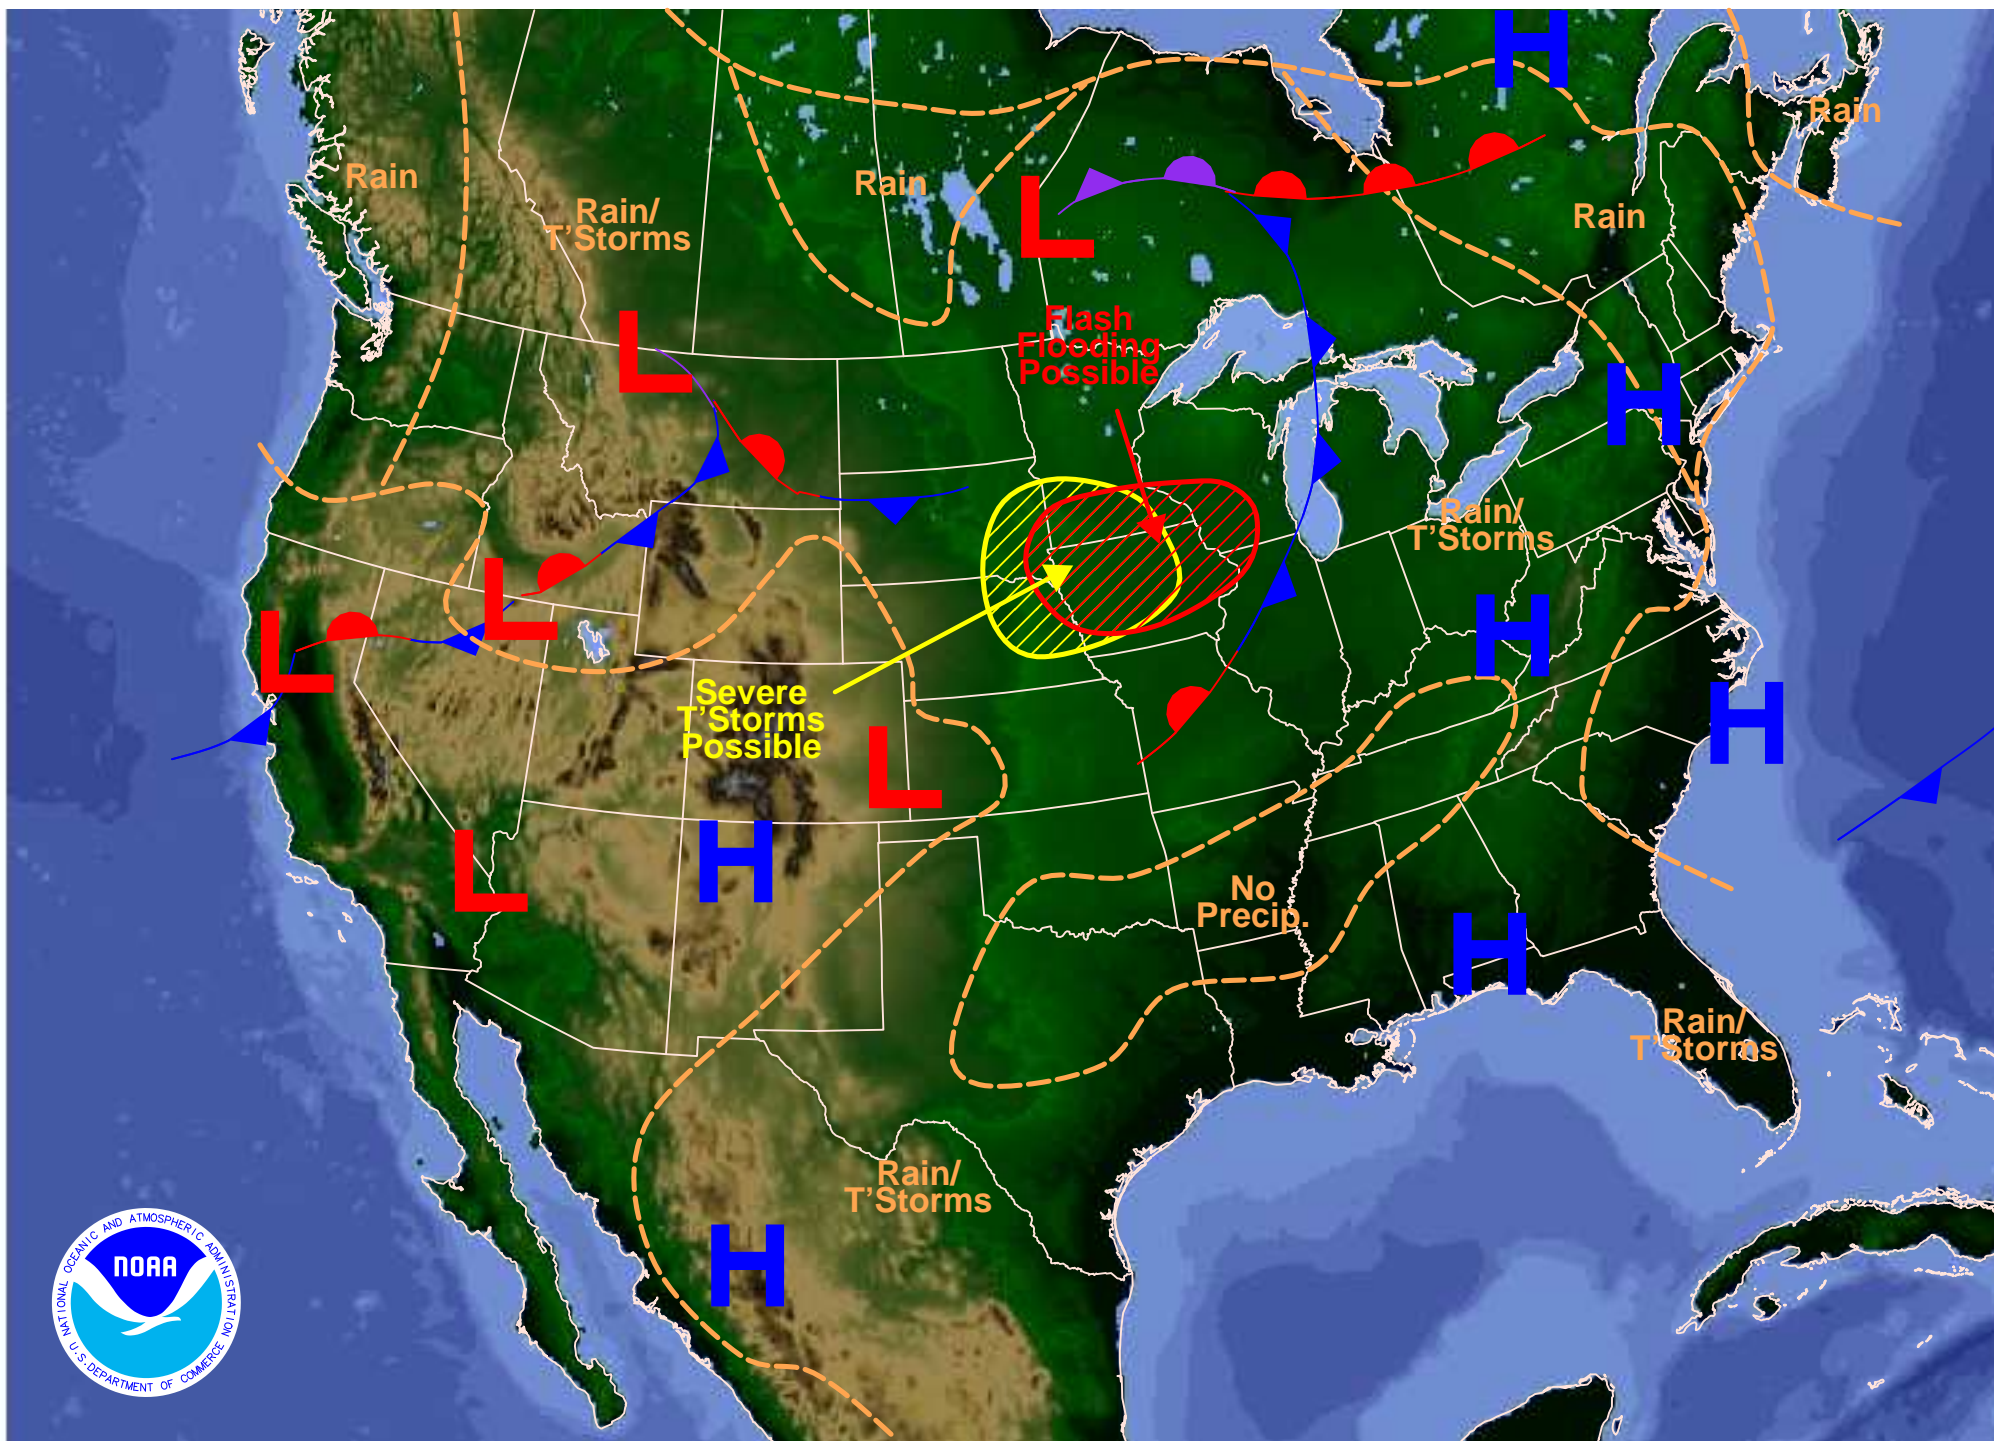 H
Rain
Rain
Rain
Rain/
T'Storms
L
Rain
Flash
Flooding
Possible
L
H
Rain/
T'Storms
L
H
L
Severe
T'Storms
Possible
H
L
H
L
No
Precip.
H
Rain/
T'Storms
Rain/
T'Storms
H
NATIONAL OCEANIC AND ATMOSPHERIC ADMINISTRATION
NOAA
U.S. DEPARTMENT OF COMMERCE